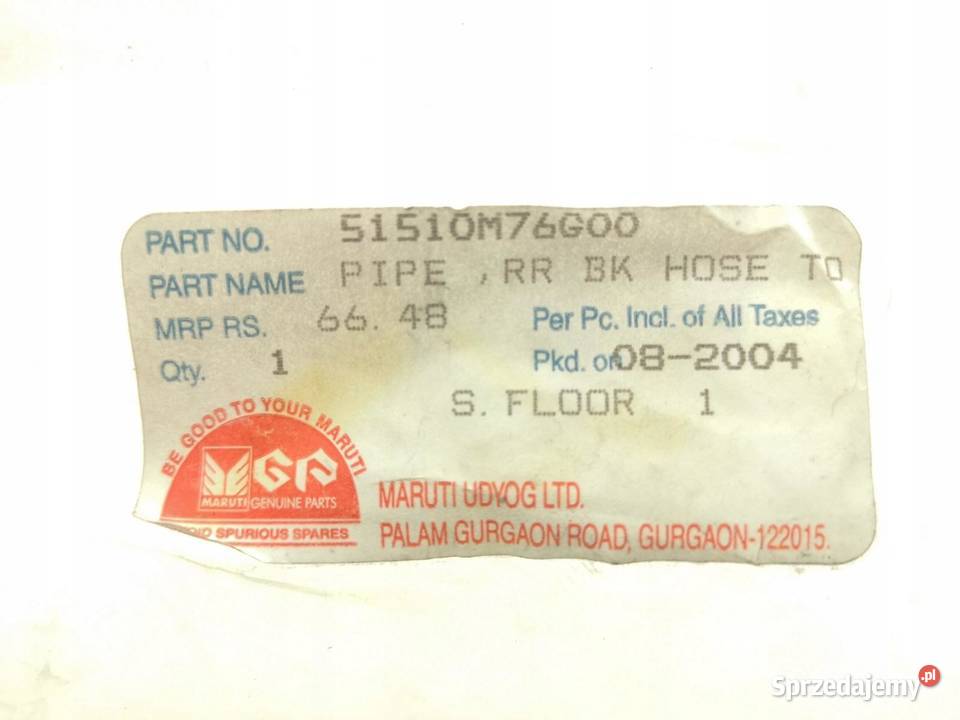 PART NO. 51510M76G00
PART NAME PIPE ,RR BK HOSE TO
MRP RS. 66.48 Per Pc. Incl. of All Taxes
Qty. 1 Pkd. on 08-2004
S. FLOOR 1
BE GOOD TO YOUR MARUTI
GP
MARUTI GENUINE PARTS
OID SPURIOUS SPARES
MARUTI UDYOG LTD.
PALAM GURGAON ROAD, GURGAON-122015.
Sprzedajemy.pl